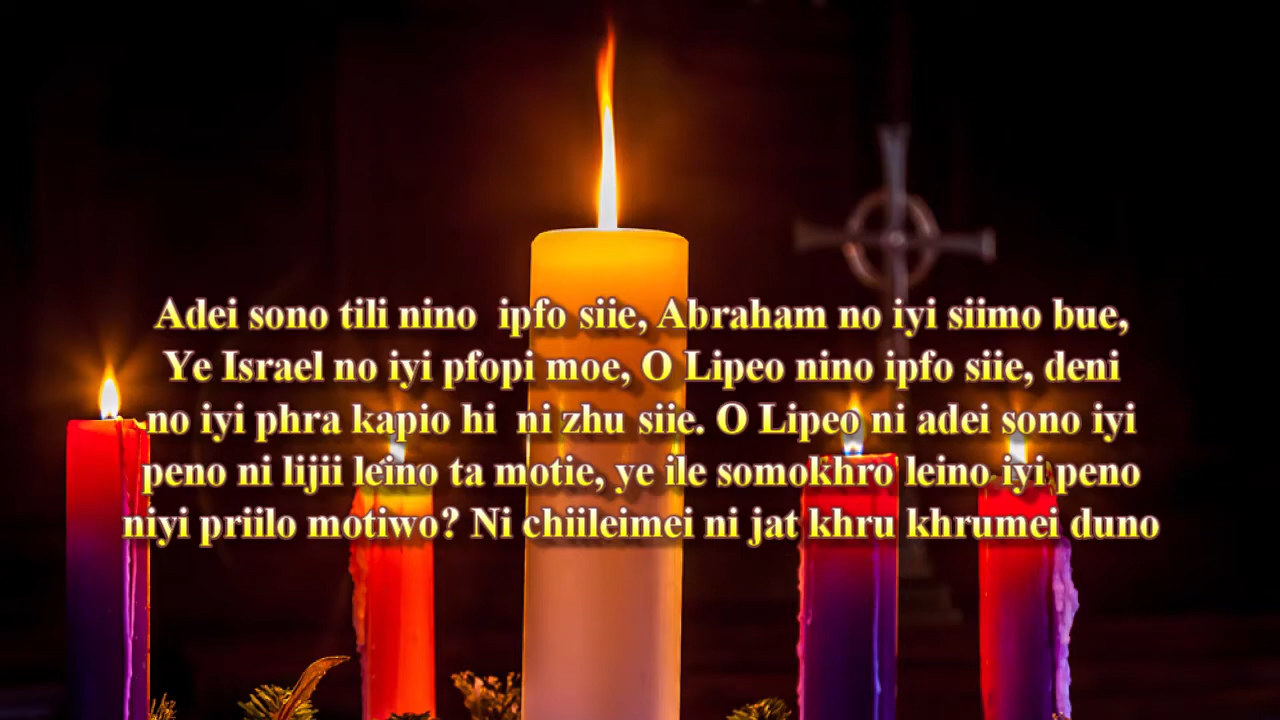 Adei sono tili nino ipfo siie, Abraham no iyi siimo bue,
Ye Israel no iyi pfopi moe, O Lipeo nino ipfo siie, deni
no iyi phra kapio hi ni zhu siie. O Lipeo ni adei sono iyi
peno ni lijii leino ta motie, ye ile somokhro leino iyi peno
niyi priilo motiwo? Ni chiileimei ni jat khru khrumei duno